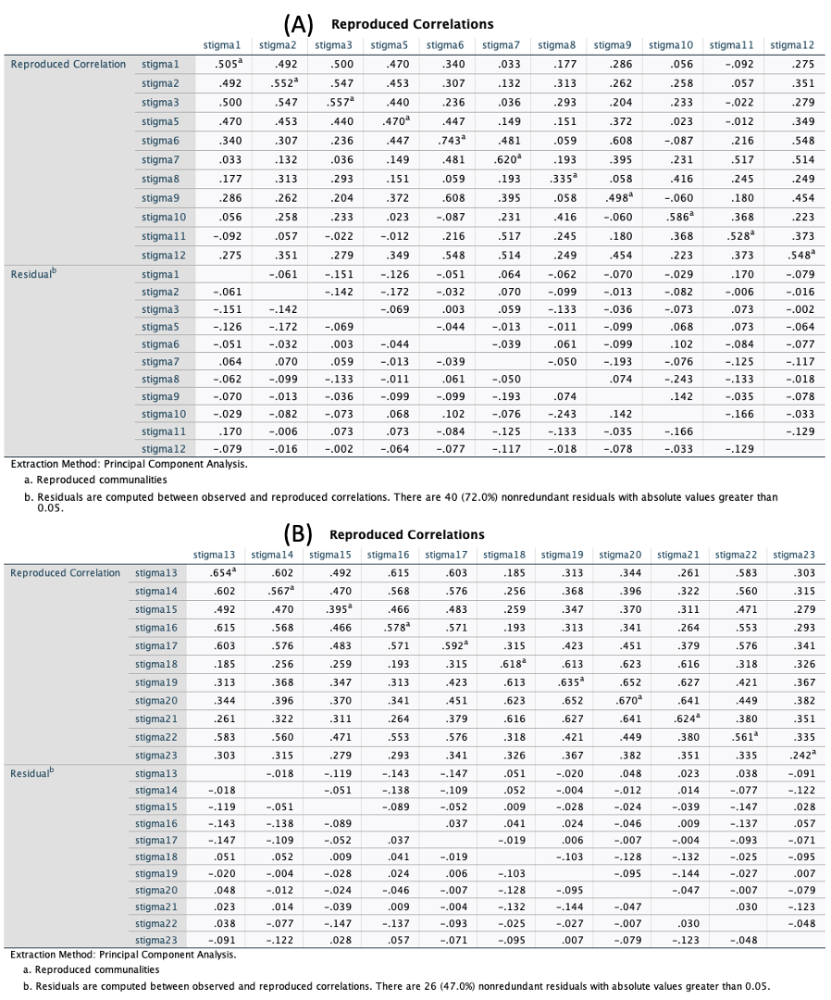 (A) Reproduced Correlations
stigma1 stigma2 stigma3 stigma5 stigma6 stigma7 stigma8 stigma9 stigma10 stigma11 stigma12
Reproduced Correlation stigma1 .505a .492 .500 .470 .340 .033 .177 .286 .056 -.092 .275
stigma2 .492 .552a .547 .453 .307 .132 .313 .262 .258 .057 .351
stigma3 .500 .547 .557a .440 .236 .036 .293 .204 .233 -.022 .279
stigma5 .470 .453 .440 .470a .447 .149 .151 .372 .023 -.012 .349
stigma6 .340 .307 .236 .447 .743a .481 .059 .608 -.087 .216 .548
stigma7 .033 .132 .036 .149 .481 .620a .193 .395 .231 .517 .514
stigma8 .177 .313 .293 .151 .059 .193 .335a .058 .416 .245 .249
stigma9 .286 .262 .204 .372 .608 .395 .058 .498a -.060 .180 .454
stigma10 .056 .258 .233 .023 -.087 .231 .416 -.060 .586a .368 .223
stigma11 -.092 .057 -.022 -.012 .216 .517 .245 .180 .368 .528a .373
stigma12 .275 .351 .279 .349 .548 .514 .249 .454 .223 .373 .548a
Residualb stigma1 -.061 -.151 -.126 -.051 .064 -.062 -.070 -.029 .170 -.079
stigma2 -.061 -.142 -.172 -.032 .070 -.099 -.013 -.082 -.006 -.016
stigma3 -.151 -.142 -.069 .003 .059 -.133 -.036 -.073 .073 -.002
stigma5 -.126 -.172 -.069 -.044 -.013 -.011 -.099 .068 .073 -.064
stigma6 -.051 -.032 .003 -.044 -.039 .061 -.099 .102 -.084 -.077
stigma7 .064 .070 .059 -.013 -.039 -.050 -.193 -.076 -.125 -.117
stigma8 -.062 -.099 -.133 -.011 .061 -.050 .074 -.243 -.133 -.018
stigma9 -.070 -.013 -.036 -.099 -.099 -.193 .074 .142 -.035 -.078
stigma10 -.029 -.082 -.073 .068 .102 -.076 -.243 .142 -.166 -.033
stigma11 .170 -.006 .073 .073 -.084 -.125 -.133 -.035 -.166 -.129
stigma12 -.079 -.016 -.002 -.064 -.077 -.117 -.018 -.078 -.033 -.129
Extraction Method: Principal Component Analysis.
a. Reproduced communalities
b. Residuals are computed between observed and reproduced correlations. There are 40 (72.0%) nonredundant residuals with absolute values greater than
0.05.
(B) Reproduced Correlations
stigma13 stigma14 stigma15 stigma16 stigma17 stigma18 stigma19 stigma20 stigma21 stigma22 stigma23
Reproduced Correlation stigma13 .654a .602 .492 .615 .603 .185 .313 .344 .261 .583 .303
stigma14 .602 .567a .470 .568 .576 .256 .368 .396 .322 .560 .315
stigma15 .492 .470 .395a .466 .483 .259 .347 .370 .311 .471 .279
stigma16 .615 .568 .466 .578a .571 .193 .313 .341 .264 .553 .293
stigma17 .603 .576 .483 .571 .592a .315 .423 .451 .379 .576 .341
stigma18 .185 .256 .259 .193 .315 .618a .613 .623 .616 .318 .326
stigma19 .313 .368 .347 .313 .423 .613 .635a .652 .627 .421 .367
stigma20 .344 .396 .370 .341 .451 .623 .652 .670a .641 .449 .382
stigma21 .261 .322 .311 .264 .379 .616 .627 .641 .624a .380 .351
stigma22 .583 .560 .471 .553 .576 .318 .421 .449 .380 .561a .335
stigma23 .303 .315 .279 .293 .341 .326 .367 .382 .351 .335 .242a
Residualb stigma13 -.018 -.119 -.143 -.147 .051 -.020 .048 .023 .038 -.091
stigma14 -.018 -.051 -.138 -.109 .052 -.004 -.012 .014 -.077 -.122
stigma15 -.119 -.051 -.089 -.052 .009 -.028 -.024 -.039 -.147 .028
stigma16 -.143 -.138 -.089 .037 .041 .024 -.046 .009 -.137 .057
stigma17 -.147 -.109 -.052 .037 -.019 .006 -.007 -.004 -.093 -.071
stigma18 .051 .052 .009 .041 -.019 -.103 -.128 -.132 -.025 -.095
stigma19 -.020 -.004 -.028 .024 .006 -.103 -.095 -.144 -.027 .007
stigma20 .048 -.012 -.024 -.046 -.007 -.128 -.095 -.047 -.007 -.079
stigma21 .023 .014 -.039 .009 -.004 -.132 -.144 -.047 .030 -.123
stigma22 .038 -.077 -.147 -.137 -.093 -.025 -.027 -.007 .030 -.048
stigma23 -.091 -.122 .028 .057 -.071 -.095 .007 -.079 -.123 -.048
Extraction Method: Principal Component Analysis.
a. Reproduced communalities
b. Residuals are computed between observed and reproduced correlations. There are 26 (47.0%) nonredundant residuals with absolute values greater than 0.05.